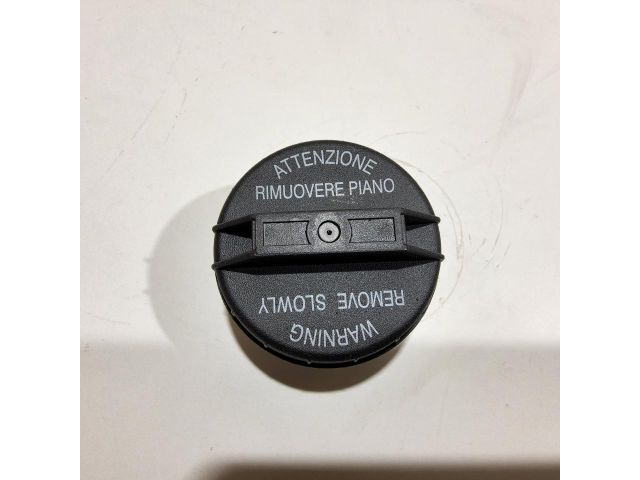 ATTENZIONE
RIMUOVERE PIANO
WARNING
REMOVE SLOWLY